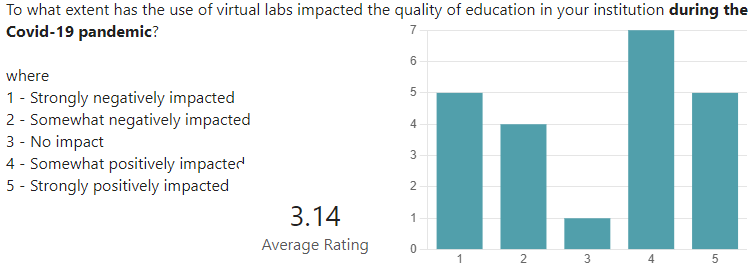 To what extent has the use of virtual labs impacted the quality of education in your institution during the
Covid-19 pandemic?
where
1 - Strongly negatively impacted
2 - Somewhat negatively impacted
3 - No impact
4 - Somewhat positively impacted
5 - Strongly positively impacted
3.14
Average Rating
7
6
5
4
3
2
1
0
1 2 3 4 5